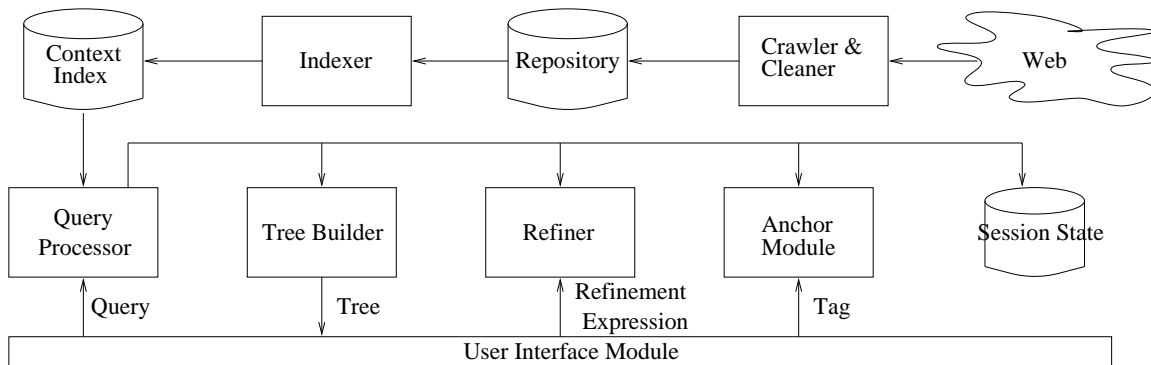 Context
Index
Indexer
Repository
Crawler &
Cleaner
Web
Query
Processor
Tree Builder
Refiner
Anchor
Module
Session State
Query
Tree
Refinement
Expression
Tag
User Interface Module